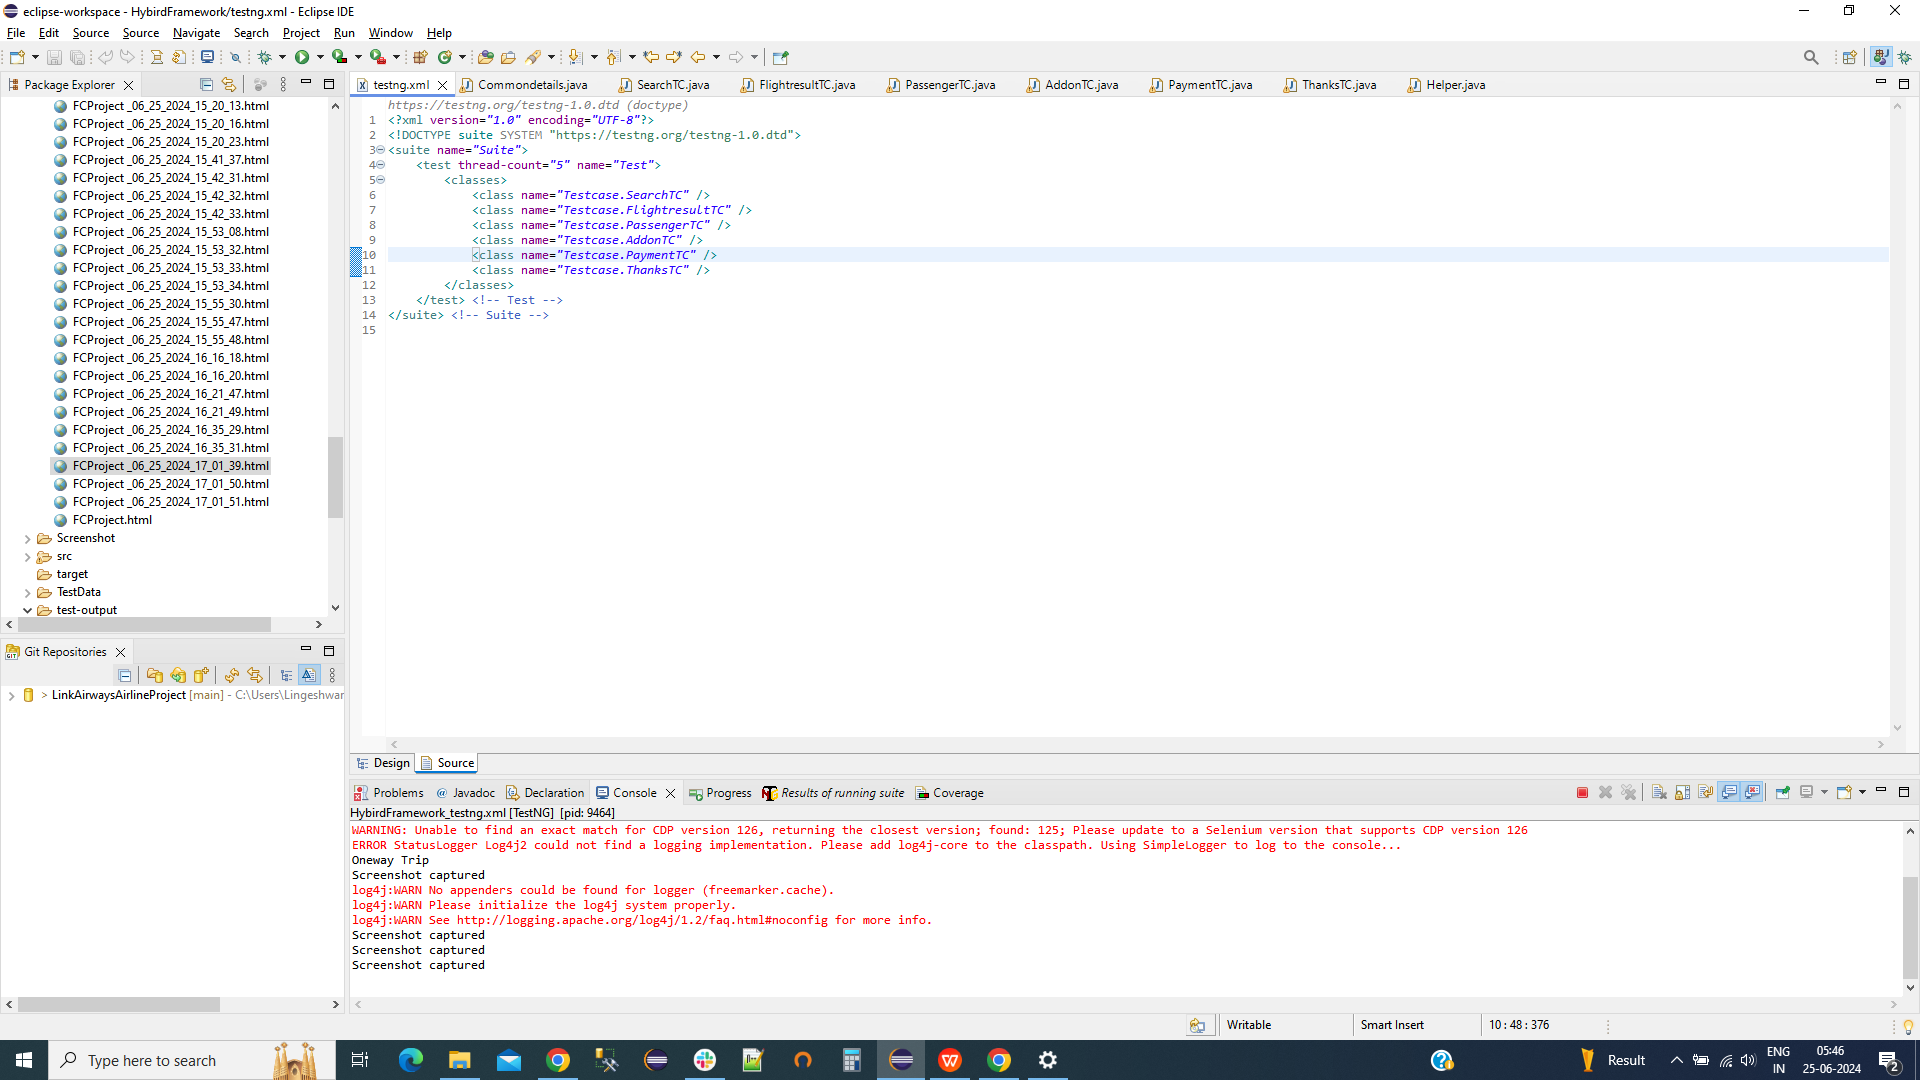 eclipse-workspace - HybirdFramework/testng.xml - Eclipse IDE
File Edit Source Source Navigate Search Project Run Window Help
Package Explorer
testng.xml Commondetails.java SearchTC.java FlightresultTC.java PassengerTC.java AddonTC.java PaymentTC.java ThanksTC.java Helper.java
FCProject _06_25_2024_15_20_13.html
FCProject _06_25_2024_15_20_16.html
FCProject _06_25_2024_15_20_23.html
FCProject _06_25_2024_15_41_37.html
FCProject _06_25_2024_15_42_31.html
FCProject _06_25_2024_15_42_32.html
FCProject _06_25_2024_15_42_33.html
FCProject _06_25_2024_15_53_08.html
FCProject _06_25_2024_15_53_32.html
FCProject _06_25_2024_15_53_33.html
FCProject _06_25_2024_15_53_34.html
FCProject _06_25_2024_15_55_30.html
FCProject _06_25_2024_15_55_47.html
FCProject _06_25_2024_15_55_48.html
FCProject _06_25_2024_16_16_18.html
FCProject _06_25_2024_16_16_20.html
FCProject _06_25_2024_16_21_47.html
FCProject _06_25_2024_16_21_49.html
FCProject _06_25_2024_16_35_29.html
FCProject _06_25_2024_16_35_31.html
FCProject _06_25_2024_17_01_39.html
FCProject _06_25_2024_17_01_50.html
FCProject _06_25_2024_17_01_51.html
FCProject.html
Screenshot
src
target
TestData
test-output
Git Repositories
> LinkAirwaysAirlineProject [main] - C:\Users\Lingeshwar
https://testng.org/testng-1.0.dtd (doctype)
1 <?xml version="1.0" encoding="UTF-8"?>
2 <!DOCTYPE suite SYSTEM "https://testng.org/testng-1.0.dtd">
3 <suite name="Suite">
4 <test thread-count="5" name="Test">
5 <classes>
6 <class name="Testcase.SearchTC" />
7 <class name="Testcase.FlightresultTC" />
8 <class name="Testcase.PassengerTC" />
9 <class name="Testcase.AddonTC" />
10 <class name="Testcase.PaymentTC" />
11 <class name="Testcase.ThanksTC" />
12 </classes>
13 </test> <!-- Test -->
14 </suite> <!-- Suite -->
15
Design Source
Problems Javadoc Declaration Console Progress Results of running suite Coverage
HybirdFramework_testng.xml [TestNG] [pid: 9464]
WARNING: Unable to find an exact match for CDP version 126, returning the closest version; found: 125; Please update to a Selenium version that supports CDP version 126
ERROR StatusLogger Log4j2 could not find a logging implementation. Please add log4j-core to the classpath. Using SimpleLogger to log to the console...
Oneway Trip
Screenshot captured
log4j:WARN No appenders could be found for logger (freemarker.cache).
log4j:WARN Please initialize the log4j system properly.
log4j:WARN See http://logging.apache.org/log4j/1.2/faq.html#noconfig for more info.
Screenshot captured
Screenshot captured
Screenshot captured
Writable Smart Insert 10 : 48 : 376
Type here to search
Result
ENG
IN
05:46
25-06-2024
2